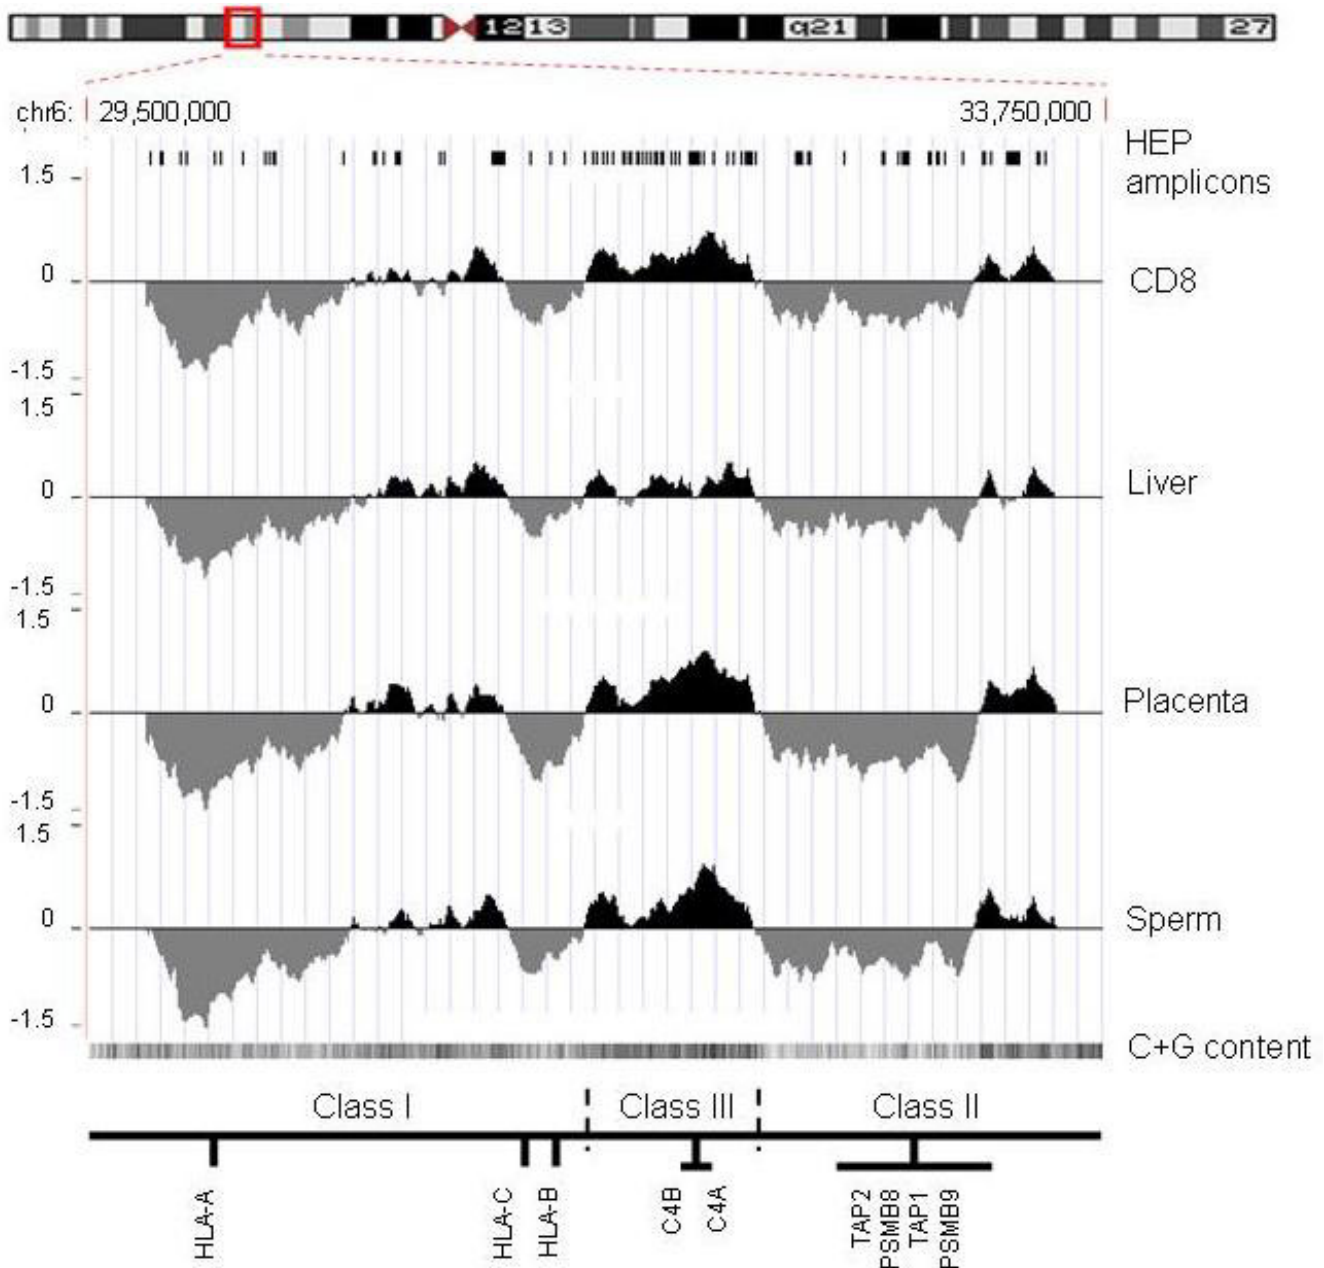 12 13 q21 27
chr6: 29,500,000 33,750,000
HEP
amplicons
1.5
0
CD8
-1.5
1.5
0
Liver
-1.5
1.5
0
Placenta
-1.5
1.5
0
Sperm
-1.5
C+G content
Class I Class III Class II
HLA-A
HLA-C
HLA-B
C4B
C4A
TAP2
PSMB8
TAP1
PSMB9